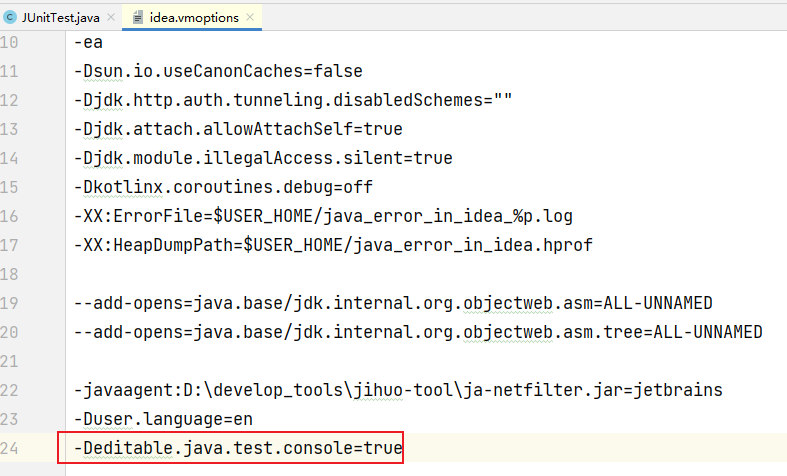 JUnitTest.java
idea.vmoptions
10 -ea
11 -Dsun.io.useCanonCaches=false
12 -Djdk.http.auth.tunneling.disabledSchemes=""
13 -Djdk.attach.allowAttachSelf=true
14 -Djdk.module.illegalAccess.silent=true
15 -Dkotlinx.coroutines.debug=off
16 -XX:ErrorFile=$USER_HOME/java_error_in_idea_%p.log
17 -XX:HeapDumpPath=$USER_HOME/java_error_in_idea.hprof
18
19 --add-opens=java.base/jdk.internal.org.objectweb.asm=ALL-UNNAMED
20 --add-opens=java.base/jdk.internal.org.objectweb.asm.tree=ALL-UNNAMED
21
22 -javaagent:D:\develop_tools\jihuo-tool\ja-netfilter.jar=jetbrains
23 -Duser.language=en
24 -Deditable.java.test.console=true